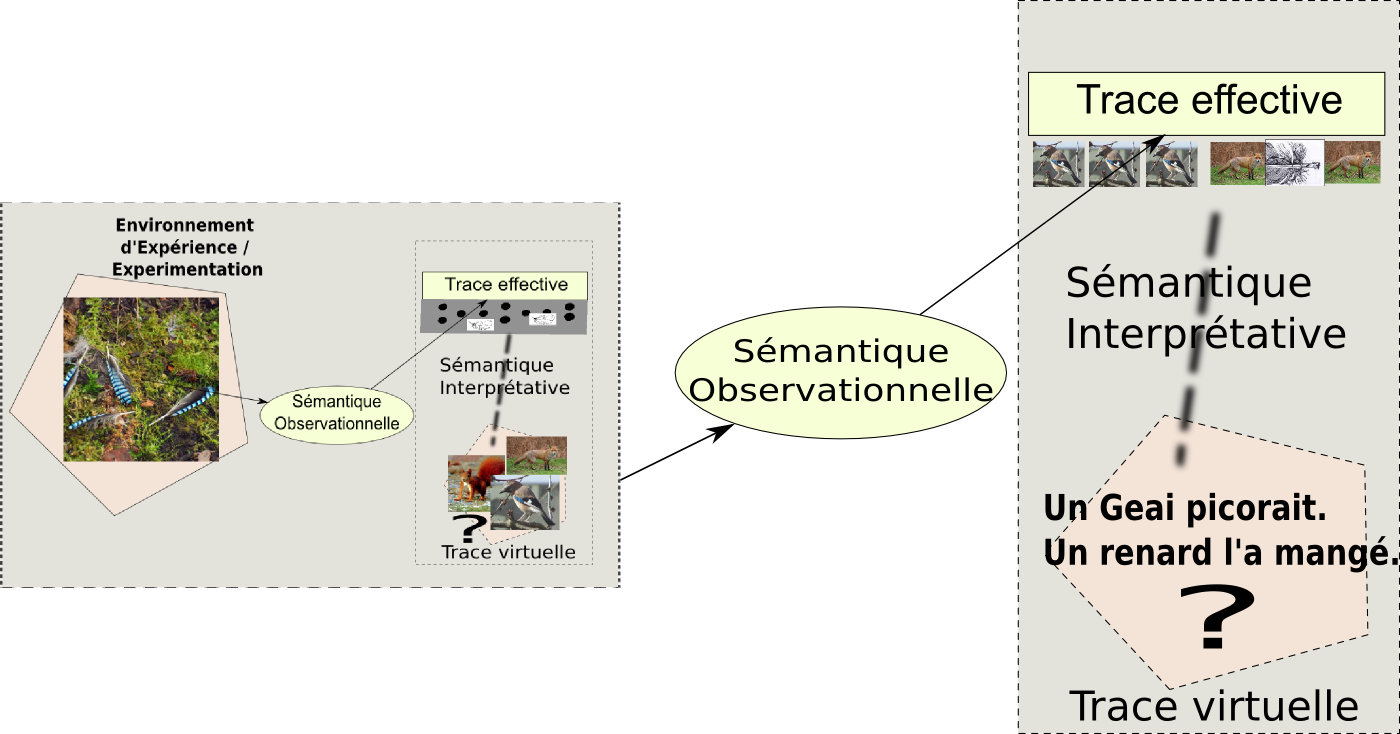 Environnement
d'Expérience /
Experimentation
Sémantique
Observationnelle
Trace effective
Sémantique
Interprétative
?
Trace virtuelle
Sémantique
Observationnelle
Trace effective
Sémantique
Interprétative
Un Geai picorait.
Un renard l'a mangé.
?
Trace virtuelle